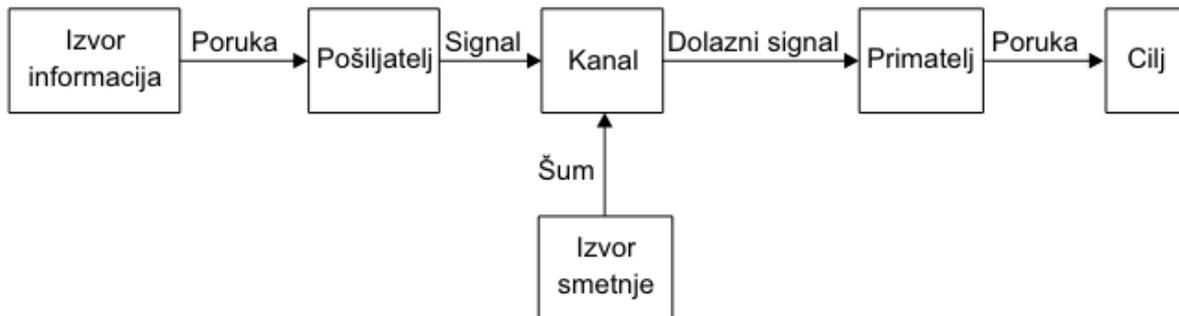 Izvor
informacija
Poruka
Pošiljatelj
Signal
Kanal
Dolazni signal
Primatelj
Poruka
Cilj
Šum
Izvor
smetnje